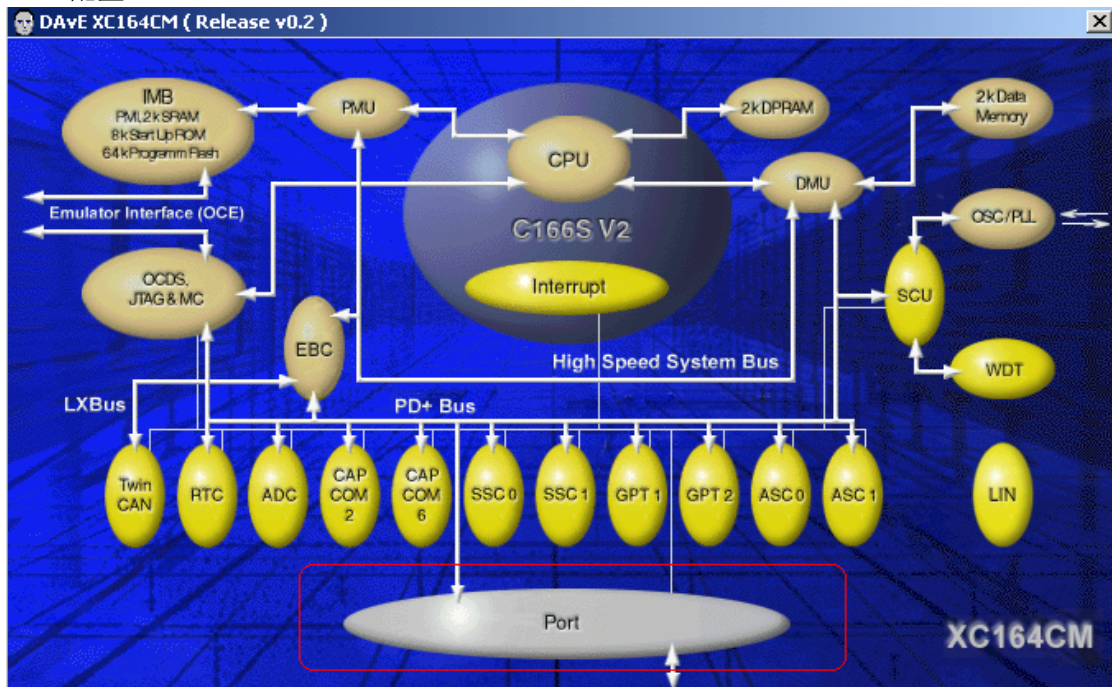 DAvE XC164CM ( Release v0.2 )
IMB
PMI, 2k SRAM
8k Start Up ROM
64k Programm Flash
PMU
CPU
2k DPRAM
2k Data
Memory
DMU
Emulator Interface (OCE)
C166S V2
OSC/PLL
OCDS,
JTAG & MC
Interrupt
SCU
EBC
High Speed System Bus
WDT
LXBus
PD+ Bus
Twin
CAN
RTC
ADC
CAP
COM
2
CAP
COM
6
SSC 0
SSC 1
GPT 1
GPT 2
ASC 0
ASC 1
LIN
Port
XC164CM